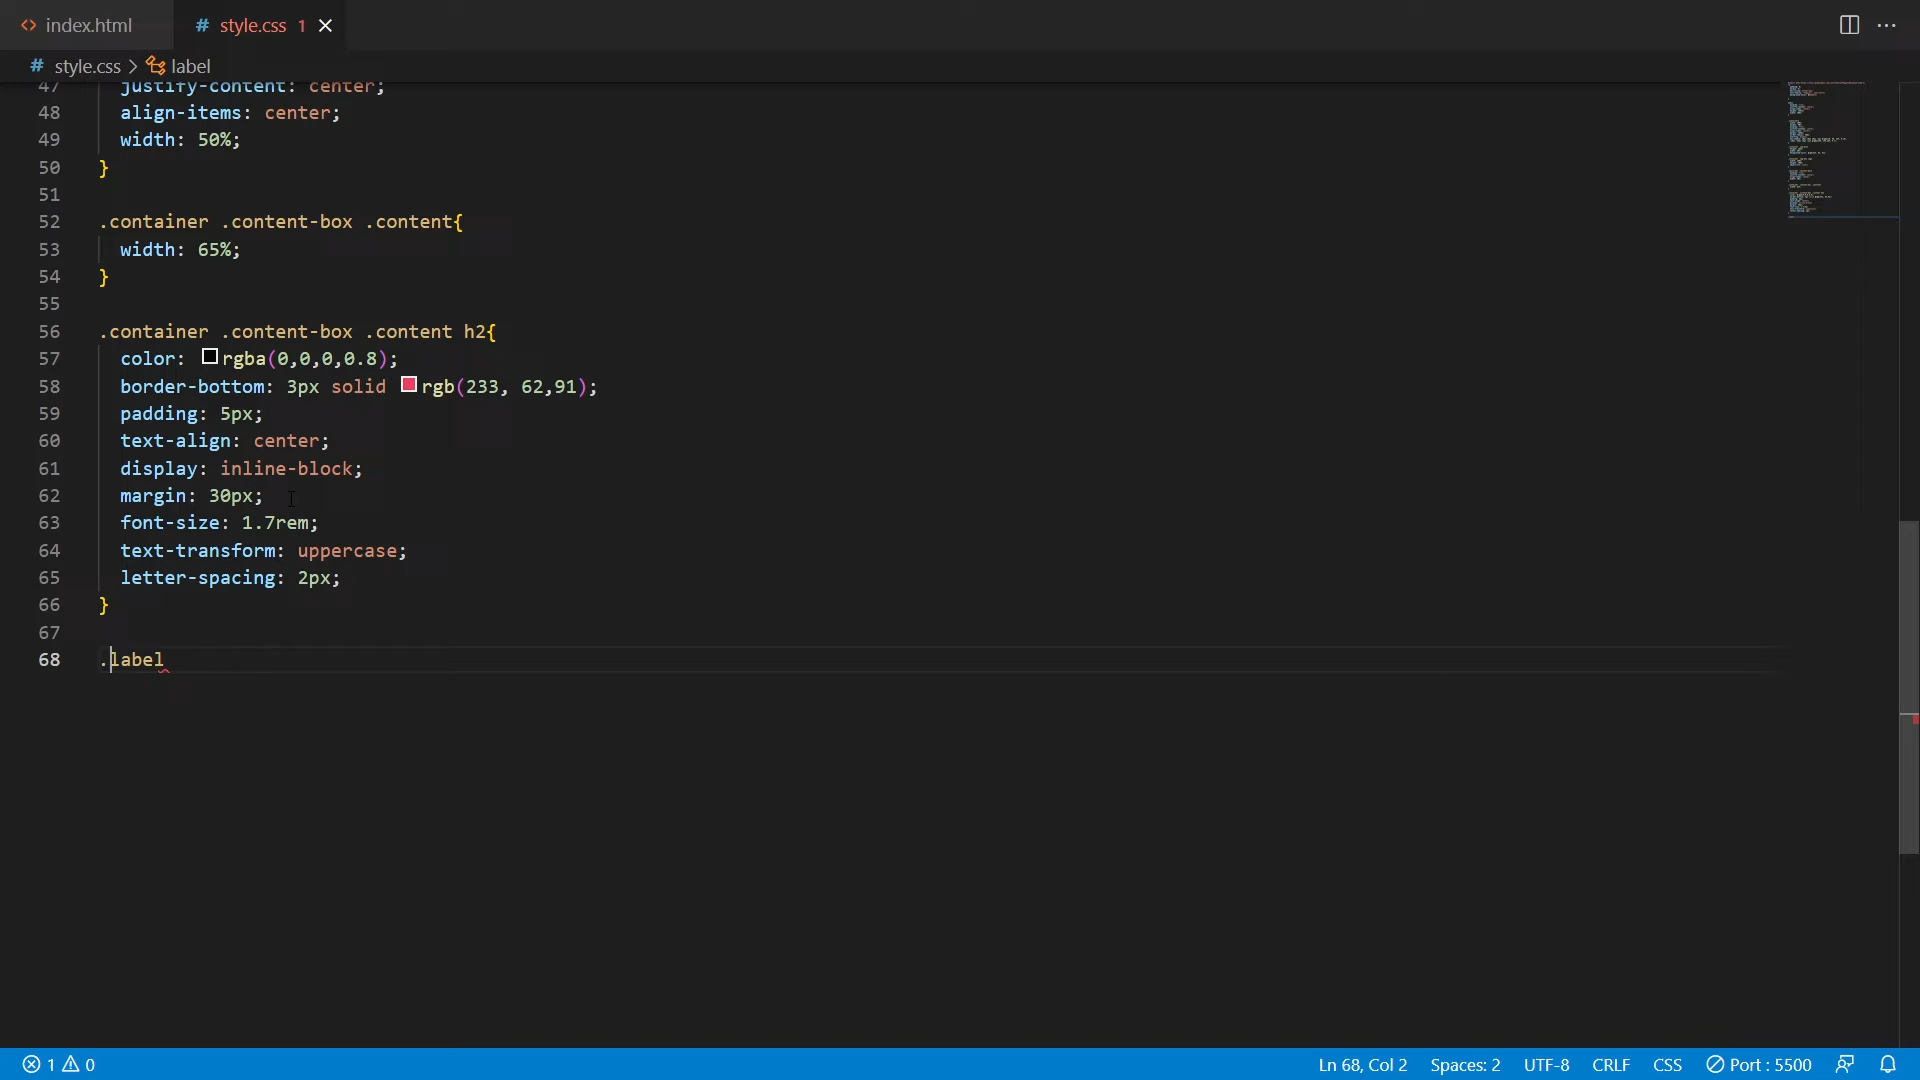 index.html
style.css 1
style.css > label
47 justify-content: center;
48 align-items: center;
49 width: 50%;
50 }
51
52 .container .content-box .content{
53 width: 65%;
54 }
55
56 .container .content-box .content h2{
57 color: rgba(0,0,0,0.8);
58 border-bottom: 3px solid rgb(233, 62,91);
59 padding: 5px;
60 text-align: center;
61 display: inline-block;
62 margin: 30px;
63 font-size: 1.7rem;
64 text-transform: uppercase;
65 letter-spacing: 2px;
66 }
67
68 .label
1 0 Ln 68, Col 2 Spaces: 2 UTF-8 CRLF CSS Port : 5500